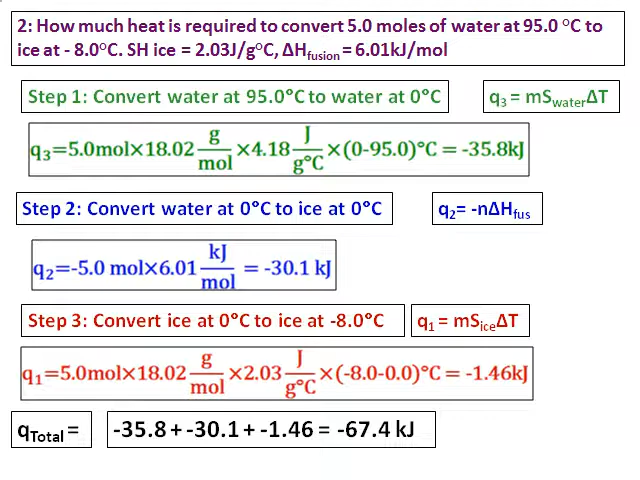 2: How much heat is required to convert 5.0 moles of water at 95.0 °C to
ice at - 8.0°C. SH ice = 2.03J/g°C, ΔHfusion = 6.01kJ/mol
Step 1: Convert water at 95.0°C to water at 0°C
q3 = mSwaterΔT
q3=5.0mol×18.02 g/mol ×4.18 J/g°C ×(0-95.0)°C = -35.8kJ
Step 2: Convert water at 0°C to ice at 0°C
q2= -nΔHfus
q2=-5.0 mol×6.01 kJ/mol = -30.1 kJ
Step 3: Convert ice at 0°C to ice at -8.0°C
q1 = mSiceΔT
q1=5.0mol×18.02 g/mol ×2.03 J/g°C ×(-8.0-0.0)°C = -1.46kJ
qTotal =
-35.8 + -30.1 + -1.46 = -67.4 kJ